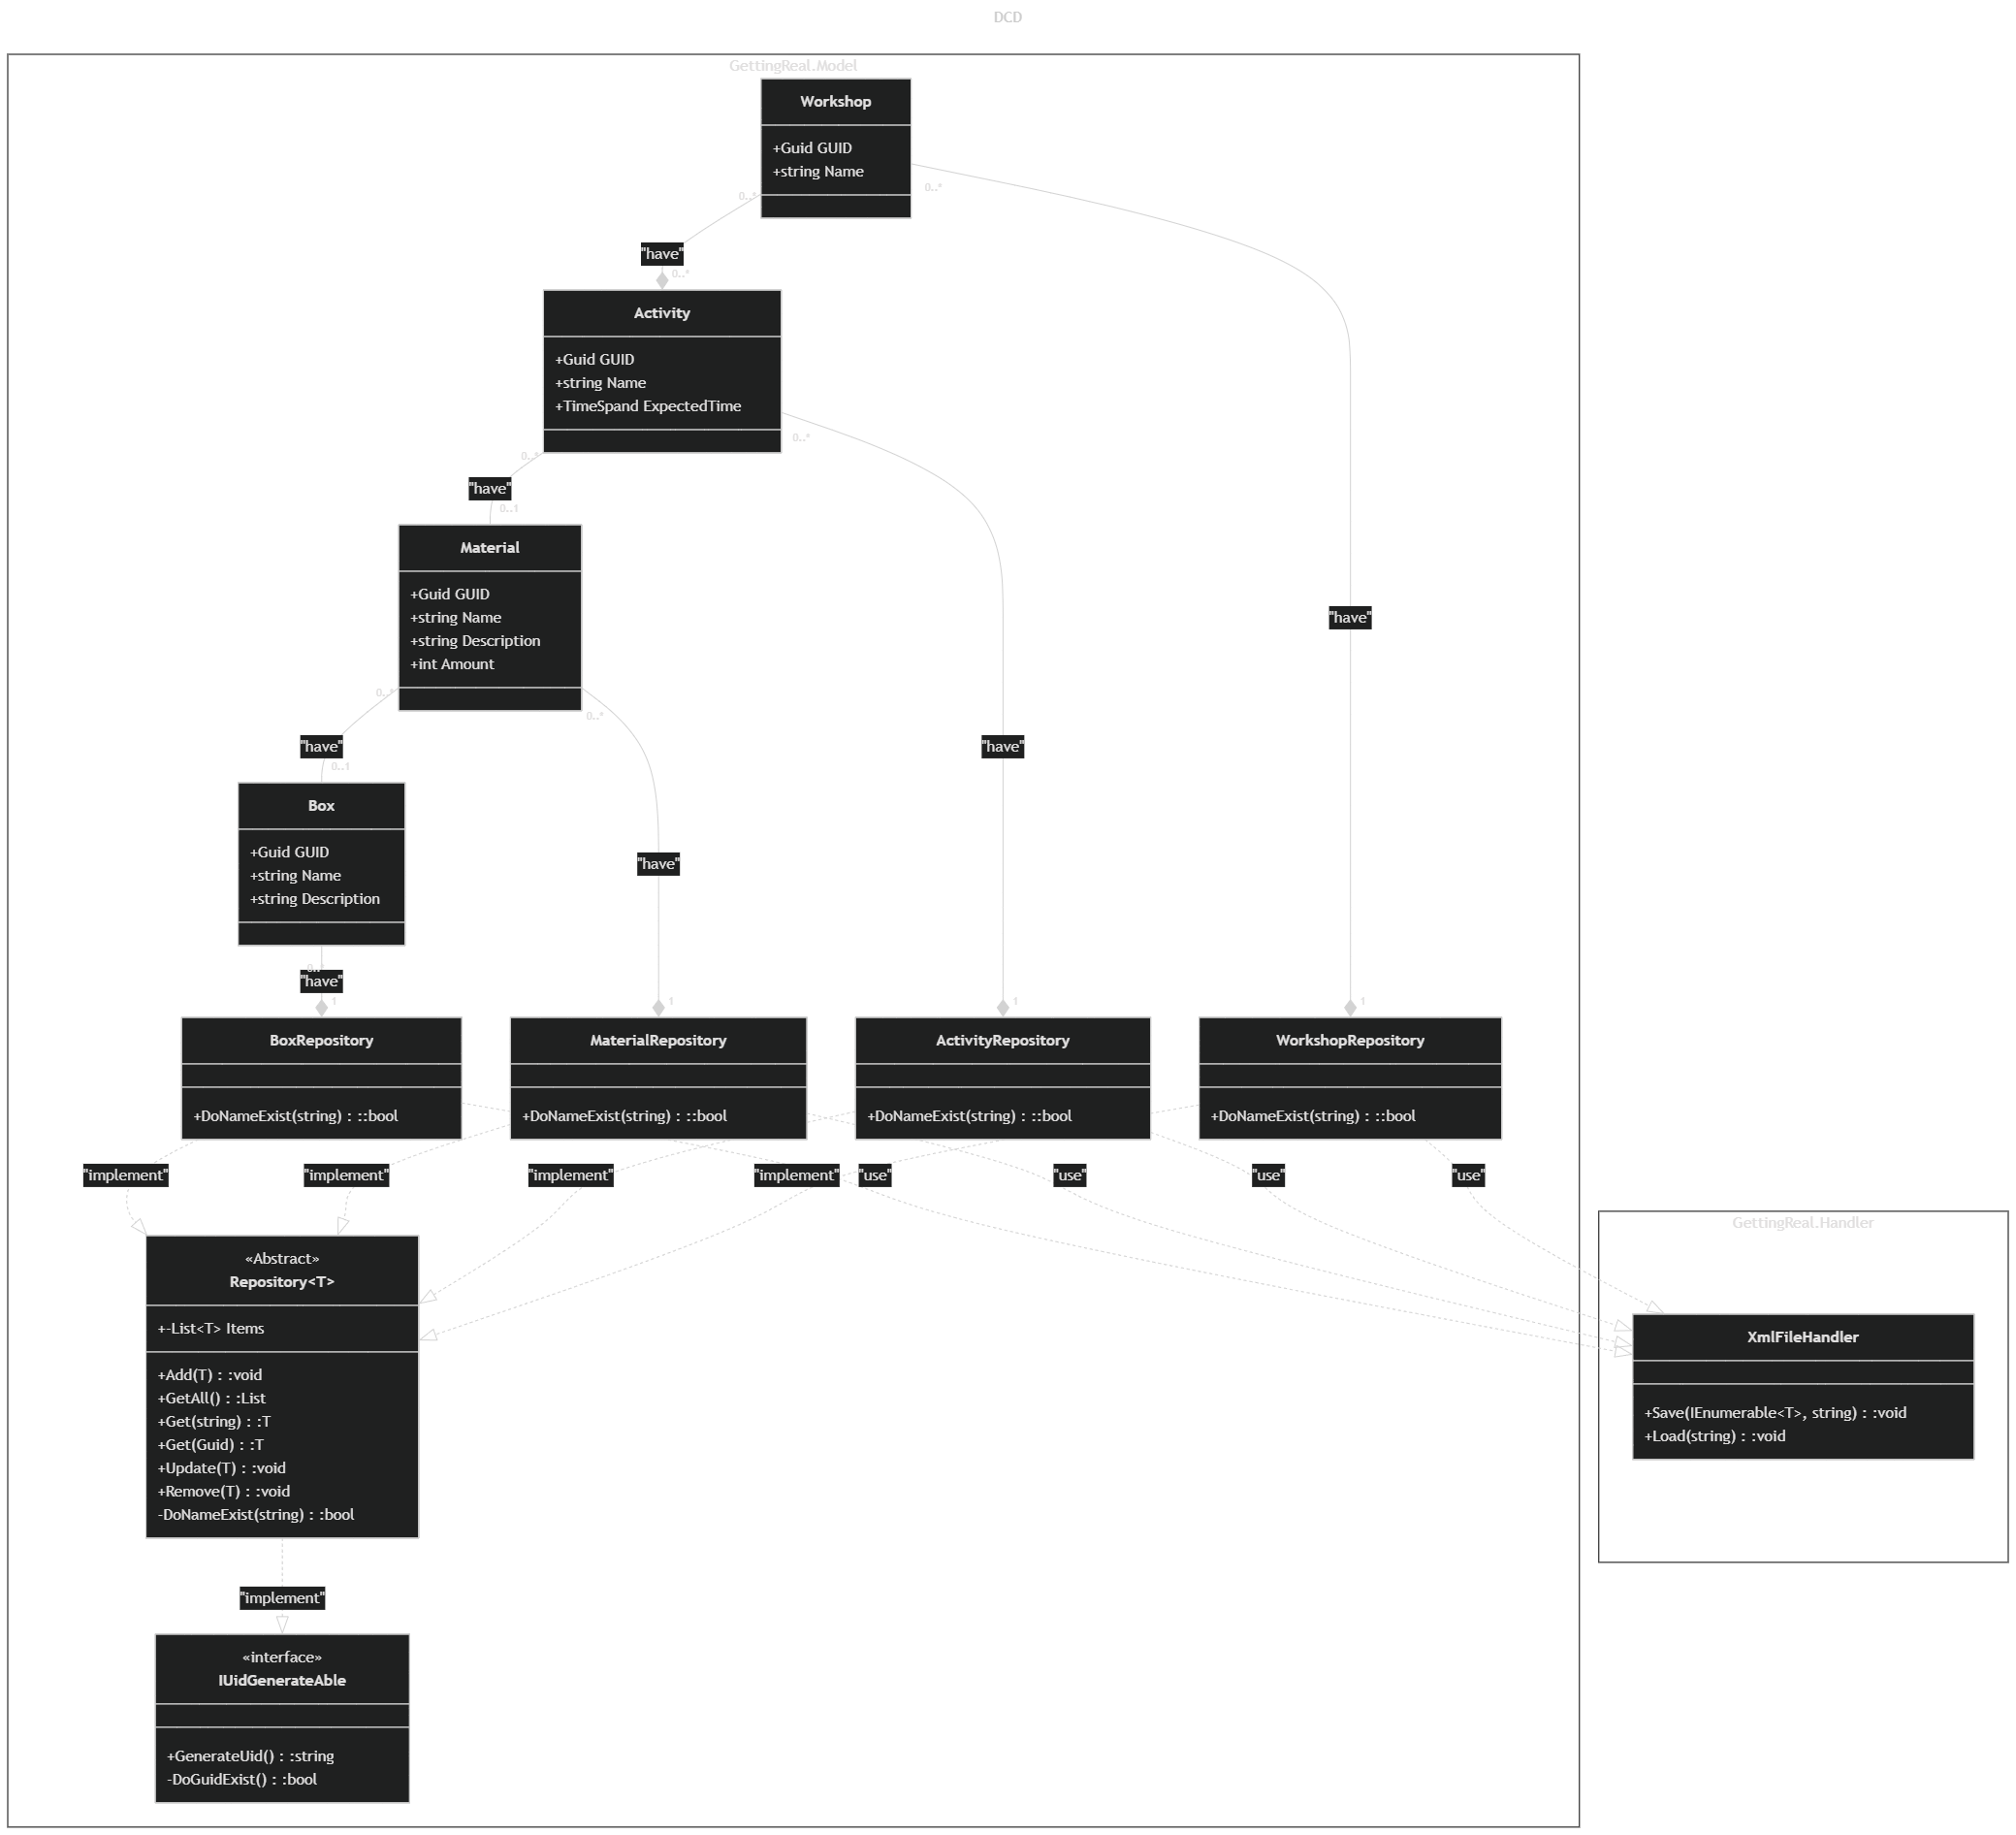 DCD
GettingReal.Model
Workshop
+Guid GUID
+string Name
0..*
0..*
"have"
0..*
Activity
+Guid GUID
+string Name
+TimeSpand ExpectedTime
0..*
0..*
"have"
0..1
Material
+Guid GUID
+string Name
+string Description
+int Amount
"have"
0..*
0..*
"have"
"have"
0..1
Box
+Guid GUID
+string Name
+string Description
"have"
0..*
"have"
1
1
1
1
BoxRepository
+DoNameExist(string) : ::bool
MaterialRepository
+DoNameExist(string) : ::bool
ActivityRepository
+DoNameExist(string) : ::bool
WorkshopRepository
+DoNameExist(string) : ::bool
"implement"
"implement"
"implement"
"implement"
"use"
"use"
"use"
"use"
GettingReal.Handler
«Abstract»
Repository<T>
+-List<T> Items
+Add(T) : :void
+GetAll() : :List
+Get(string) : :T
+Get(Guid) : :T
+Update(T) : :void
+Remove(T) : :void
-DoNameExist(string) : :bool
XmlFileHandler
+Save(IEnumerable<T>, string) : :void
+Load(string) : :void
"implement"
«interface»
IUidGenerateAble
+GenerateUid() : :string
-DoGuidExist() : :bool